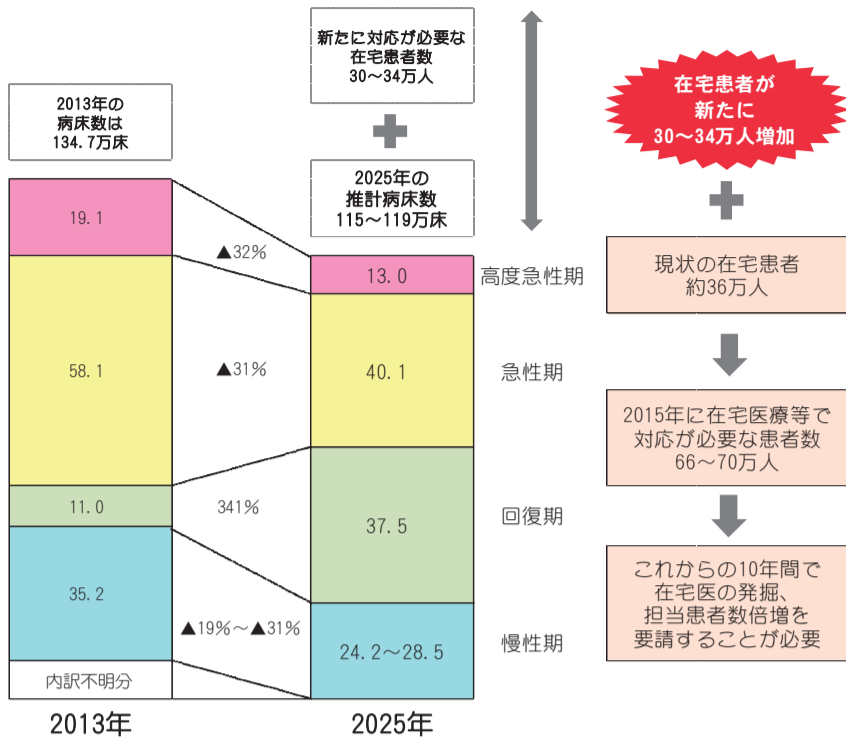 2013年の
病床数は
134.7万床
19.1
58.1
11.0
35.2
内訳不明分
2013年
▲32%
▲31%
341%
▲19%～▲31%
新たに対応が必要な
在宅患者数
30～34万人
2025年の
推計病床数
115～119万床
13.0
40.1
37.5
24.2～28.5
2025年
高度急性期
急性期
回復期
慢性期
在宅患者が
新たに
30～34万人増加
現状の在宅患者
約36万人
2015年に在宅医療等で
対応が必要な患者数
66～70万人
これからの10年間で
在宅医の発掘、
担当患者数倍増を
要請することが必要